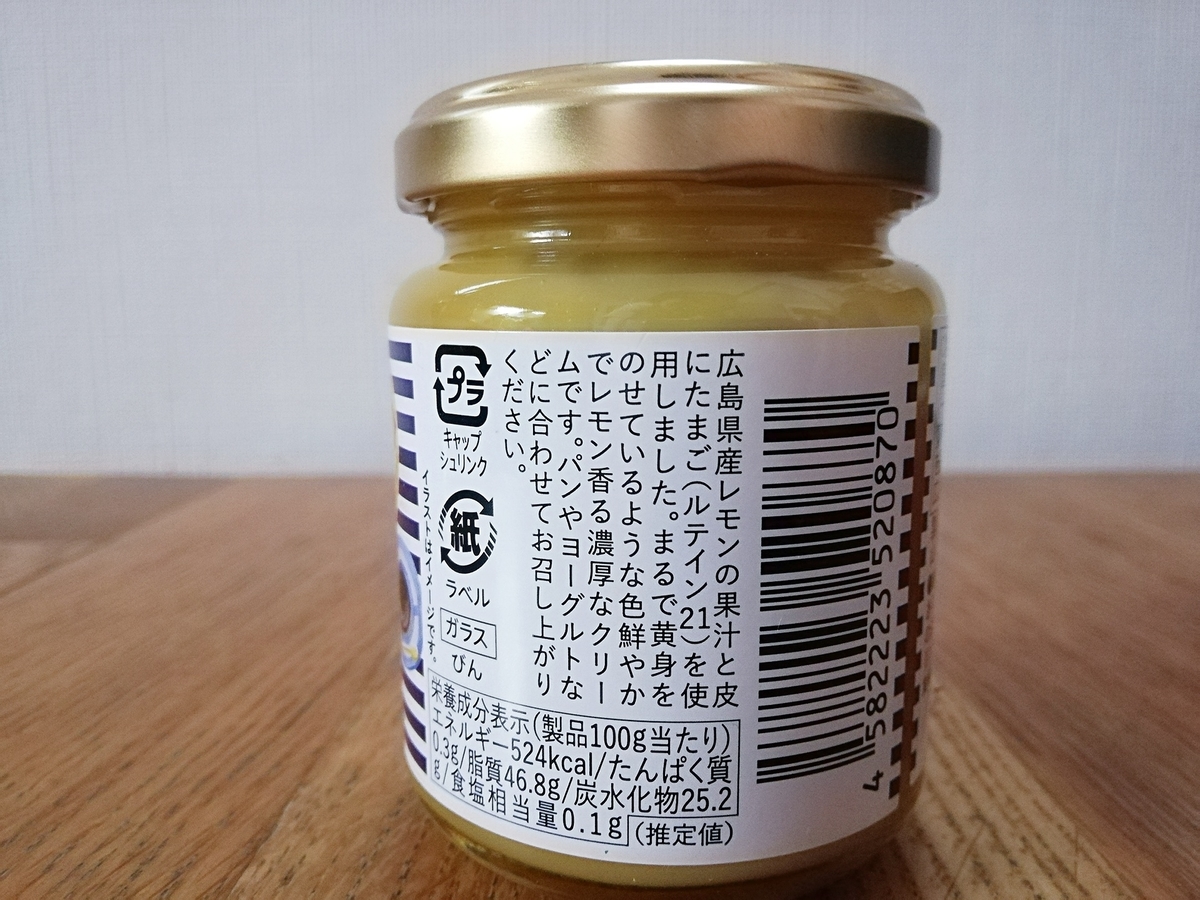 広島県産レモンの果汁と皮
にたまご(ルテイン21)を使
用しました。まるで黄身を
のせているような色鮮やか
でレモン香る濃厚なクリー
ムです。パンやヨーグルトな
どに合わせてお召し上がり
ください。
プラ
キャップ
シュリンク
紙
ラベル
ガラス
びん
イラストはイメージです。
栄養成分表示(製品100g当たり)
エネルギー524kcal/たんぱく質
0.3g/脂質46.8g/炭水化物25.2
g/食塩相当量0.1g(推定値)
4 582223 520870